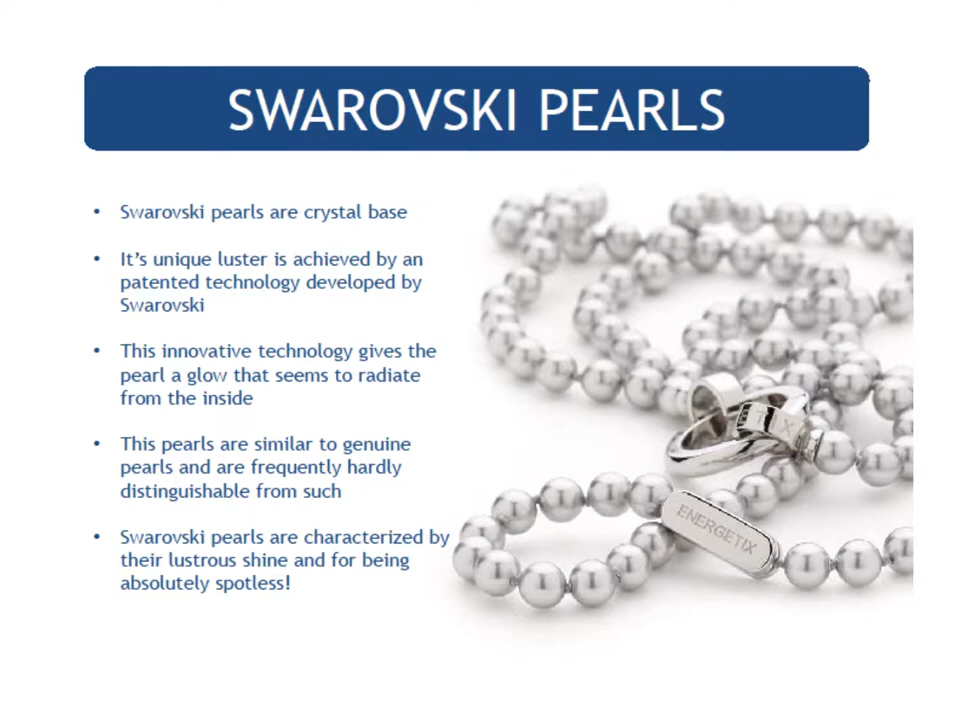 SWAROVSKI PEARLS
• Swarovski pearls are crystal base
• It's unique luster is achieved by an
patented technology developed by
Swarovski
• This innovative technology gives the
pearl a glow that seems to radiate
from the inside
• This pearls are similar to genuine
pearls and are frequently hardly
distinguishable from such
• Swarovski pearls are characterized by
their lustrous shine and for being
absolutely spotless!
TIX
ENERGETIX